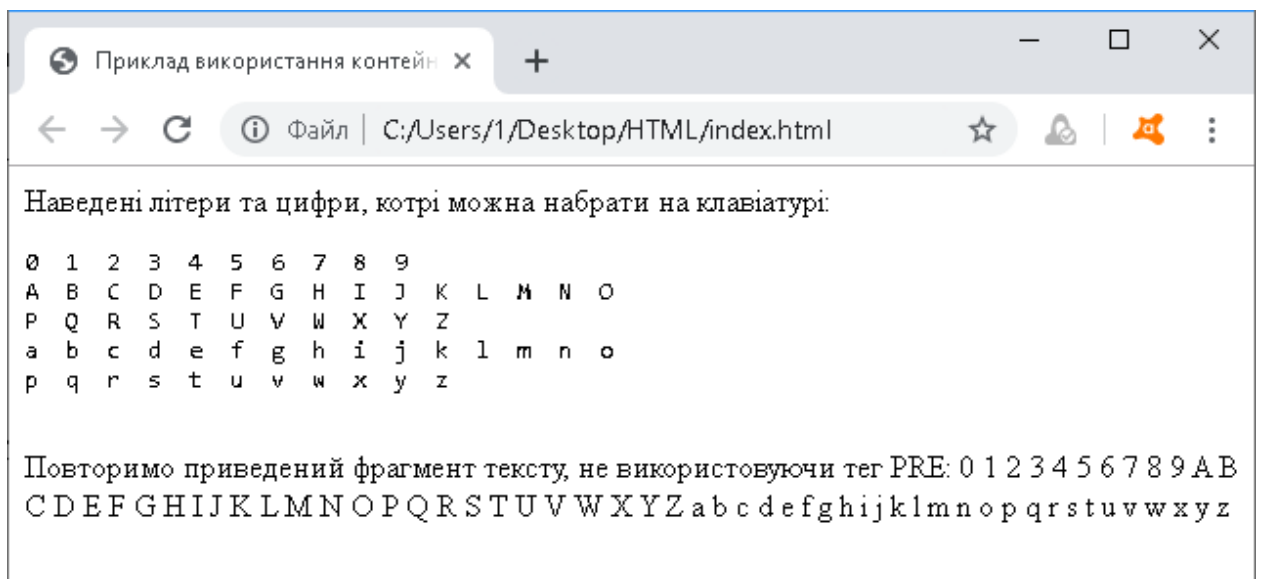 Приклад використання контейн
Файл | C:/Users/1/Desktop/HTML/index.html
Наведені літери та цифри, котрі можна набрати на клавіатурі:
0 1 2 3 4 5 6 7 8 9
A B C D E F G H I J K L M N O
P Q R S T U V W X Y Z
a b c d e f g h i j k l m n o
p q r s t u v w x y z
Повторимо приведений фрагмент тексту, не використовуючи тег PRE: 0 1 2 3 4 5 6 7 8 9 A B
C D E F G H I J K L M N O P Q R S T U V W X Y Z a b c d e f g h i j k l m n o p q r s t u v w x y z